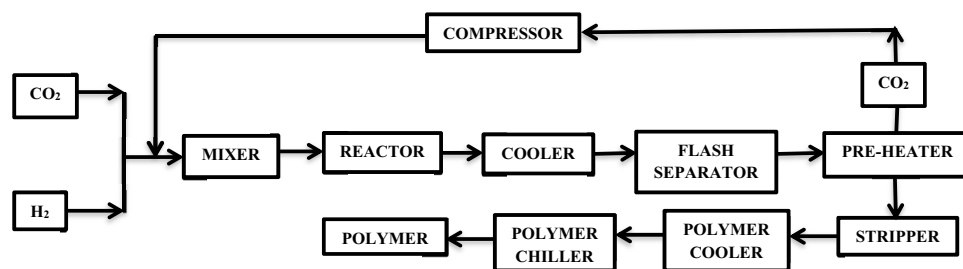 COMPRESSOR
CO₂
CO₂
MIXER
REACTOR
COOLER
FLASH
SEPARATOR
PRE-HEATER
H₂
POLYMER
POLYMER
CHILLER
POLYMER
COOLER
STRIPPER